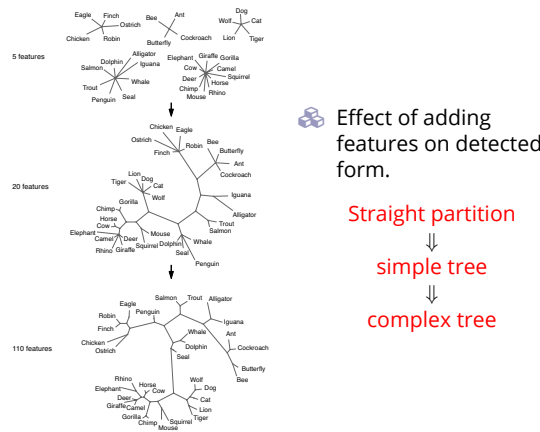 Eagle Finch
Ostrich
Chicken Robin
Bee Ant
Butterfly Cockroach
Dog
Wolf Cat
Lion Tiger
5 features
Alligator
Dolphin Iguana
Salmon
Whale
Trout
Seal
Penguin
Elephant Giraffe Gorilla
Cow Camel
Squirrel
Deer Horse
Chimp Rhino
Mouse
20 features
Chicken Eagle
Ostrich
Robin Bee
Finch Butterfly
Ant
Cockroach
Lion Dog
Tiger Cat
Wolf
Iguana
Gorilla
Chimp
Alligator
Horse
Cow
Trout
Elephant Mouse Salmon
Camel Deer Whale
Squirrel Dolphin
Rhino Giraffe Seal
Penguin
110 features
Salmon Trout Alligator
Eagle
Penguin
Robin Iguana
Finch Ant
Whale
Chicken Dolphin Cockroach
Ostrich
Seal
Butterfly
Bee
Rhino Wolf
Horse Dog
Elephant Cow
Deer Cat
Giraffe Camel Lion
Gorilla Squirrel Tiger
Chimp Mouse
Effect of adding
features on detected
form.
Straight partition
⇓
simple tree
⇓
complex tree